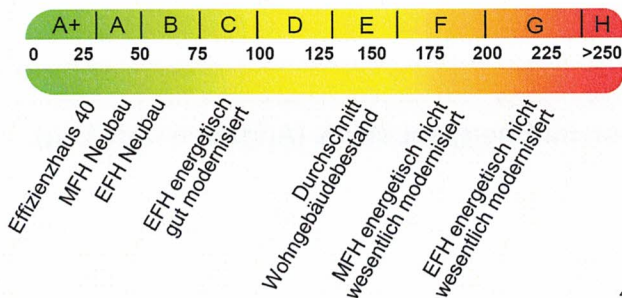 A+ A B C D E F G H
0 25 50 75 100 125 150 175 200 225 >250
Effizienzhaus 40
MFH Neubau
EFH Neubau
EFH energetisch
gut modernisiert
Durchschnitt
Wohngebäudebestand
MFH energetisch nicht
wesentlich modernisiert
EFH energetisch nicht
wesentlich modernisiert